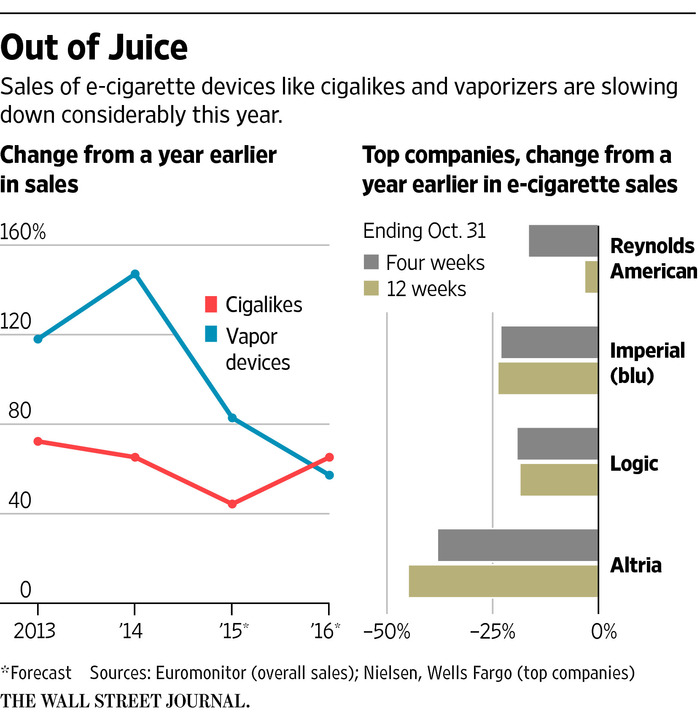 Out of Juice
Sales of e-cigarette devices like cigalikes and vaporizers are slowing
down considerably this year.
Change from a year earlier
in sales
160%
120
80
40
0
Cigalikes
Vapor
devices
2013
’14
’15*
’16*
Top companies, change from a
year earlier in e-cigarette sales
Ending Oct. 31
Four weeks
12 weeks
Reynolds
American
Imperial
(blu)
Logic
Altria
–50%
–25%
0%
*Forecast Sources: Euromonitor (overall sales); Nielsen, Wells Fargo (top companies)
THE WALL STREET JOURNAL.